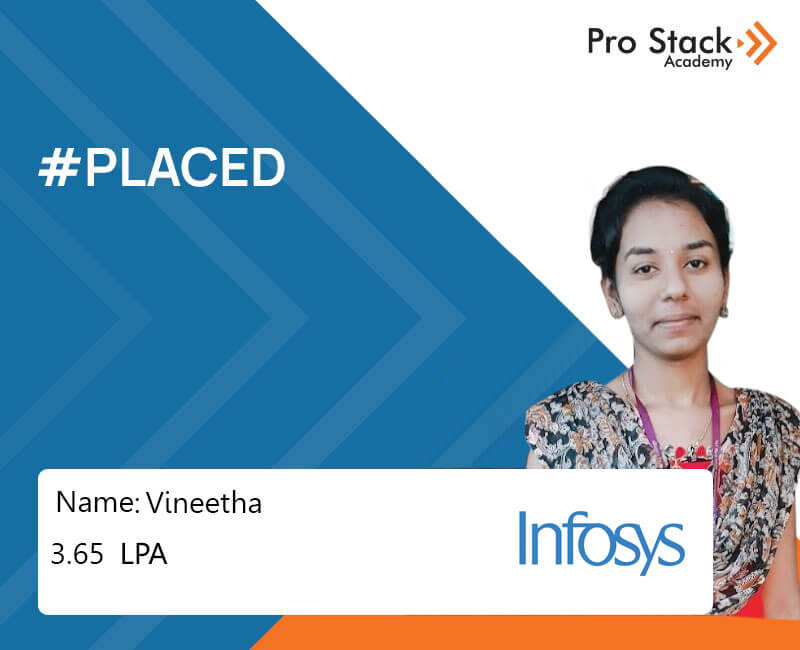 Pro Stack
Academy
#PLACED
Name: Vineetha
3.65 LPA
Infosys